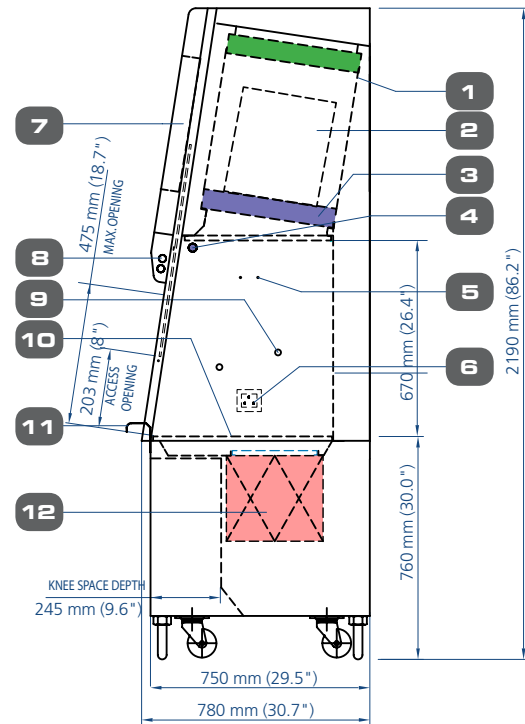 1
2
3
4
5
6
7
8
9
10
11
12
475 mm (18.7")
MAX. OPENING
203 mm (8")
ACCESS
OPENING
670 mm (26.4")
2190 mm (86.2")
760 mm (30.0")
KNEE SPACE DEPTH
245 mm (9.6")
750 mm (29.5")
780 mm (30.7")